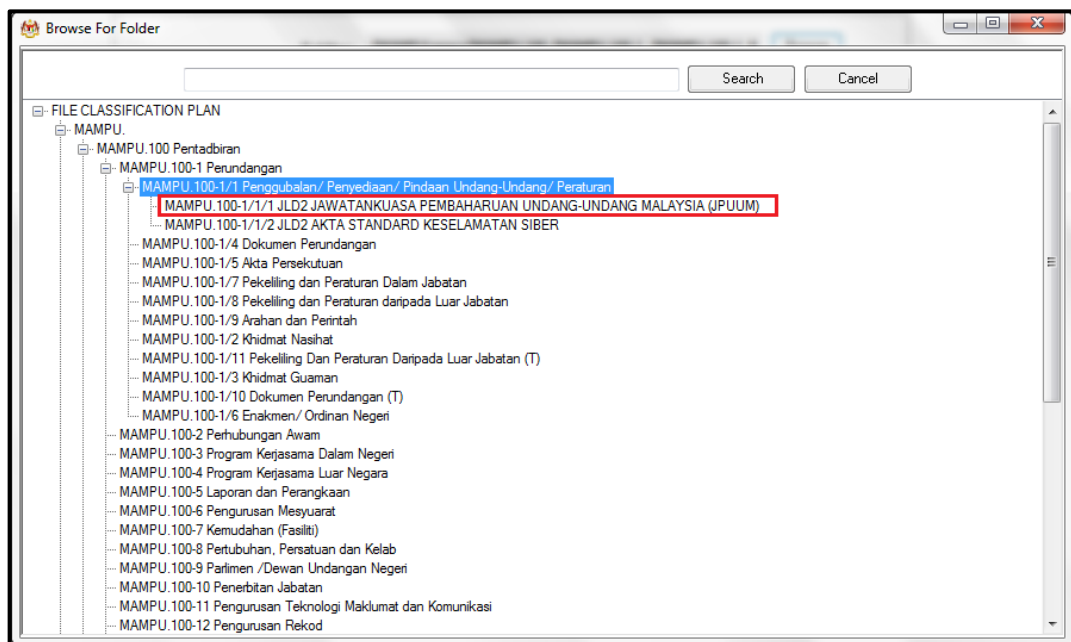 Browse For Folder
Search
Cancel
FILE CLASSIFICATION PLAN
MAMPU.
MAMPU.100 Pentadbiran
MAMPU.100-1 Perundangan
MAMPU.100-1/1 Penggubalan/ Penyediaan/ Pindaan Undang-Undang/ Peraturan
MAMPU.100-1/1/1 JLD2 JAWATANKUASA PEMBAHARUAN UNDANG-UNDANG MALAYSIA (JPUUM)
MAMPU.100-1/1/2 JLD2 AKTA STANDARD KESELAMATAN SIBER
MAMPU.100-1/4 Dokumen Perundangan
MAMPU.100-1/5 Akta Persekutuan
MAMPU.100-1/7 Pekeliling dan Peraturan Dalam Jabatan
MAMPU.100-1/8 Pekeliling dan Peraturan daripada Luar Jabatan
MAMPU.100-1/9 Arahan dan Perintah
MAMPU.100-1/2 Khidmat Nasihat
MAMPU.100-1/11 Pekeliling Dan Peraturan Daripada Luar Jabatan (T)
MAMPU.100-1/3 Khidmat Guaman
MAMPU.100-1/10 Dokumen Perundangan (T)
MAMPU.100-1/6 Enakmen/ Ordinan Negeri
MAMPU.100-2 Perhubungan Awam
MAMPU.100-3 Program Kerjasama Dalam Negeri
MAMPU.100-4 Program Kerjasama Luar Negara
MAMPU.100-5 Laporan dan Perangkaan
MAMPU.100-6 Pengurusan Mesyuarat
MAMPU.100-7 Kemudahan (Fasiliti)
MAMPU.100-8 Pertubuhan, Persatuan dan Kelab
MAMPU.100-9 Parlimen /Dewan Undangan Negeri
MAMPU.100-10 Penerbitan Jabatan
MAMPU.100-11 Pengurusan Teknologi Maklumat dan Komunikasi
MAMPU.100-12 Pengurusan Rekod